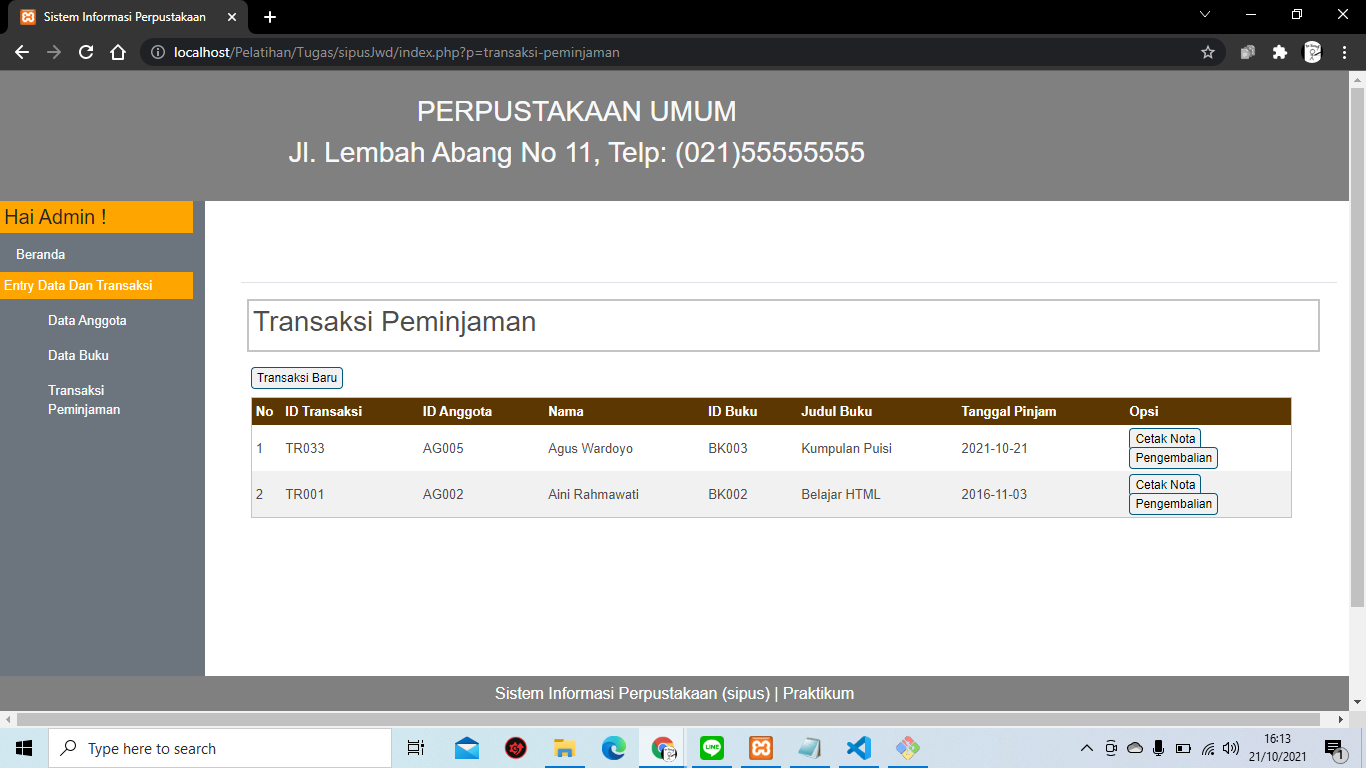 Sistem Informasi Perpustakaan
localhost/Pelatihan/Tugas/sipusJwd/index.php?p=transaksi-peminjaman
PERPUSTAKAAN UMUM
Jl. Lembah Abang No 11, Telp: (021)55555555
Hai Admin !
Beranda
Entry Data Dan Transaksi
Data Anggota
Data Buku
Transaksi
Peminjaman
Transaksi Peminjaman
Transaksi Baru
No ID Transaksi ID Anggota Nama ID Buku Judul Buku Tanggal Pinjam Opsi
1 TR033 AG005 Agus Wardoyo BK003 Kumpulan Puisi 2021-10-21 Cetak Nota
Pengembalian
2 TR001 AG002 Aini Rahmawati BK002 Belajar HTML 2016-11-03 Cetak Nota
Pengembalian
Sistem Informasi Perpustakaan (sipus) | Praktikum
Type here to search
LINE
16:13
21/10/2021
1